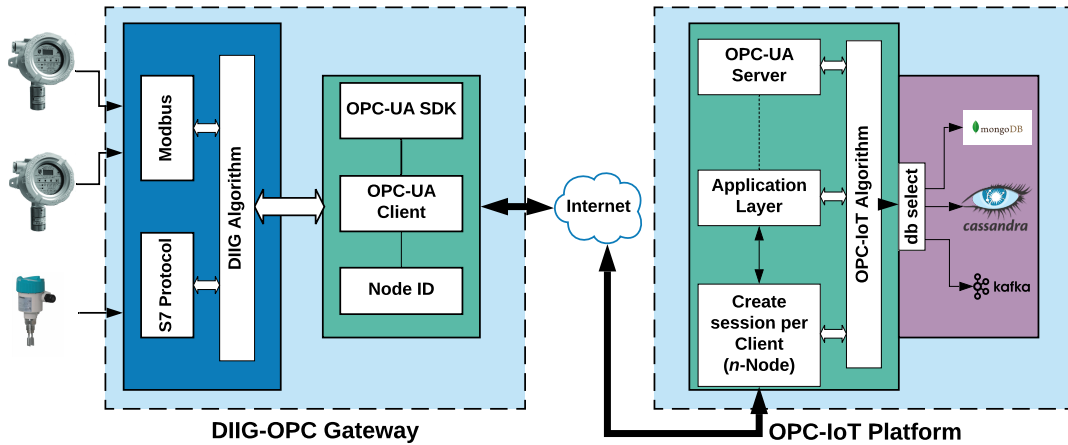 Modbus
S7 Protocol
DIIG Algorithm
OPC-UA SDK
OPC-UA
Client
Node ID
DIIG-OPC Gateway
Internet
OPC-UA
Server
Application
Layer
Create
session per
Client
(n-Node)
OPC-IoT Algorithm
db select
mongoDB
cassandra
kafka
OPC-IoT Platform